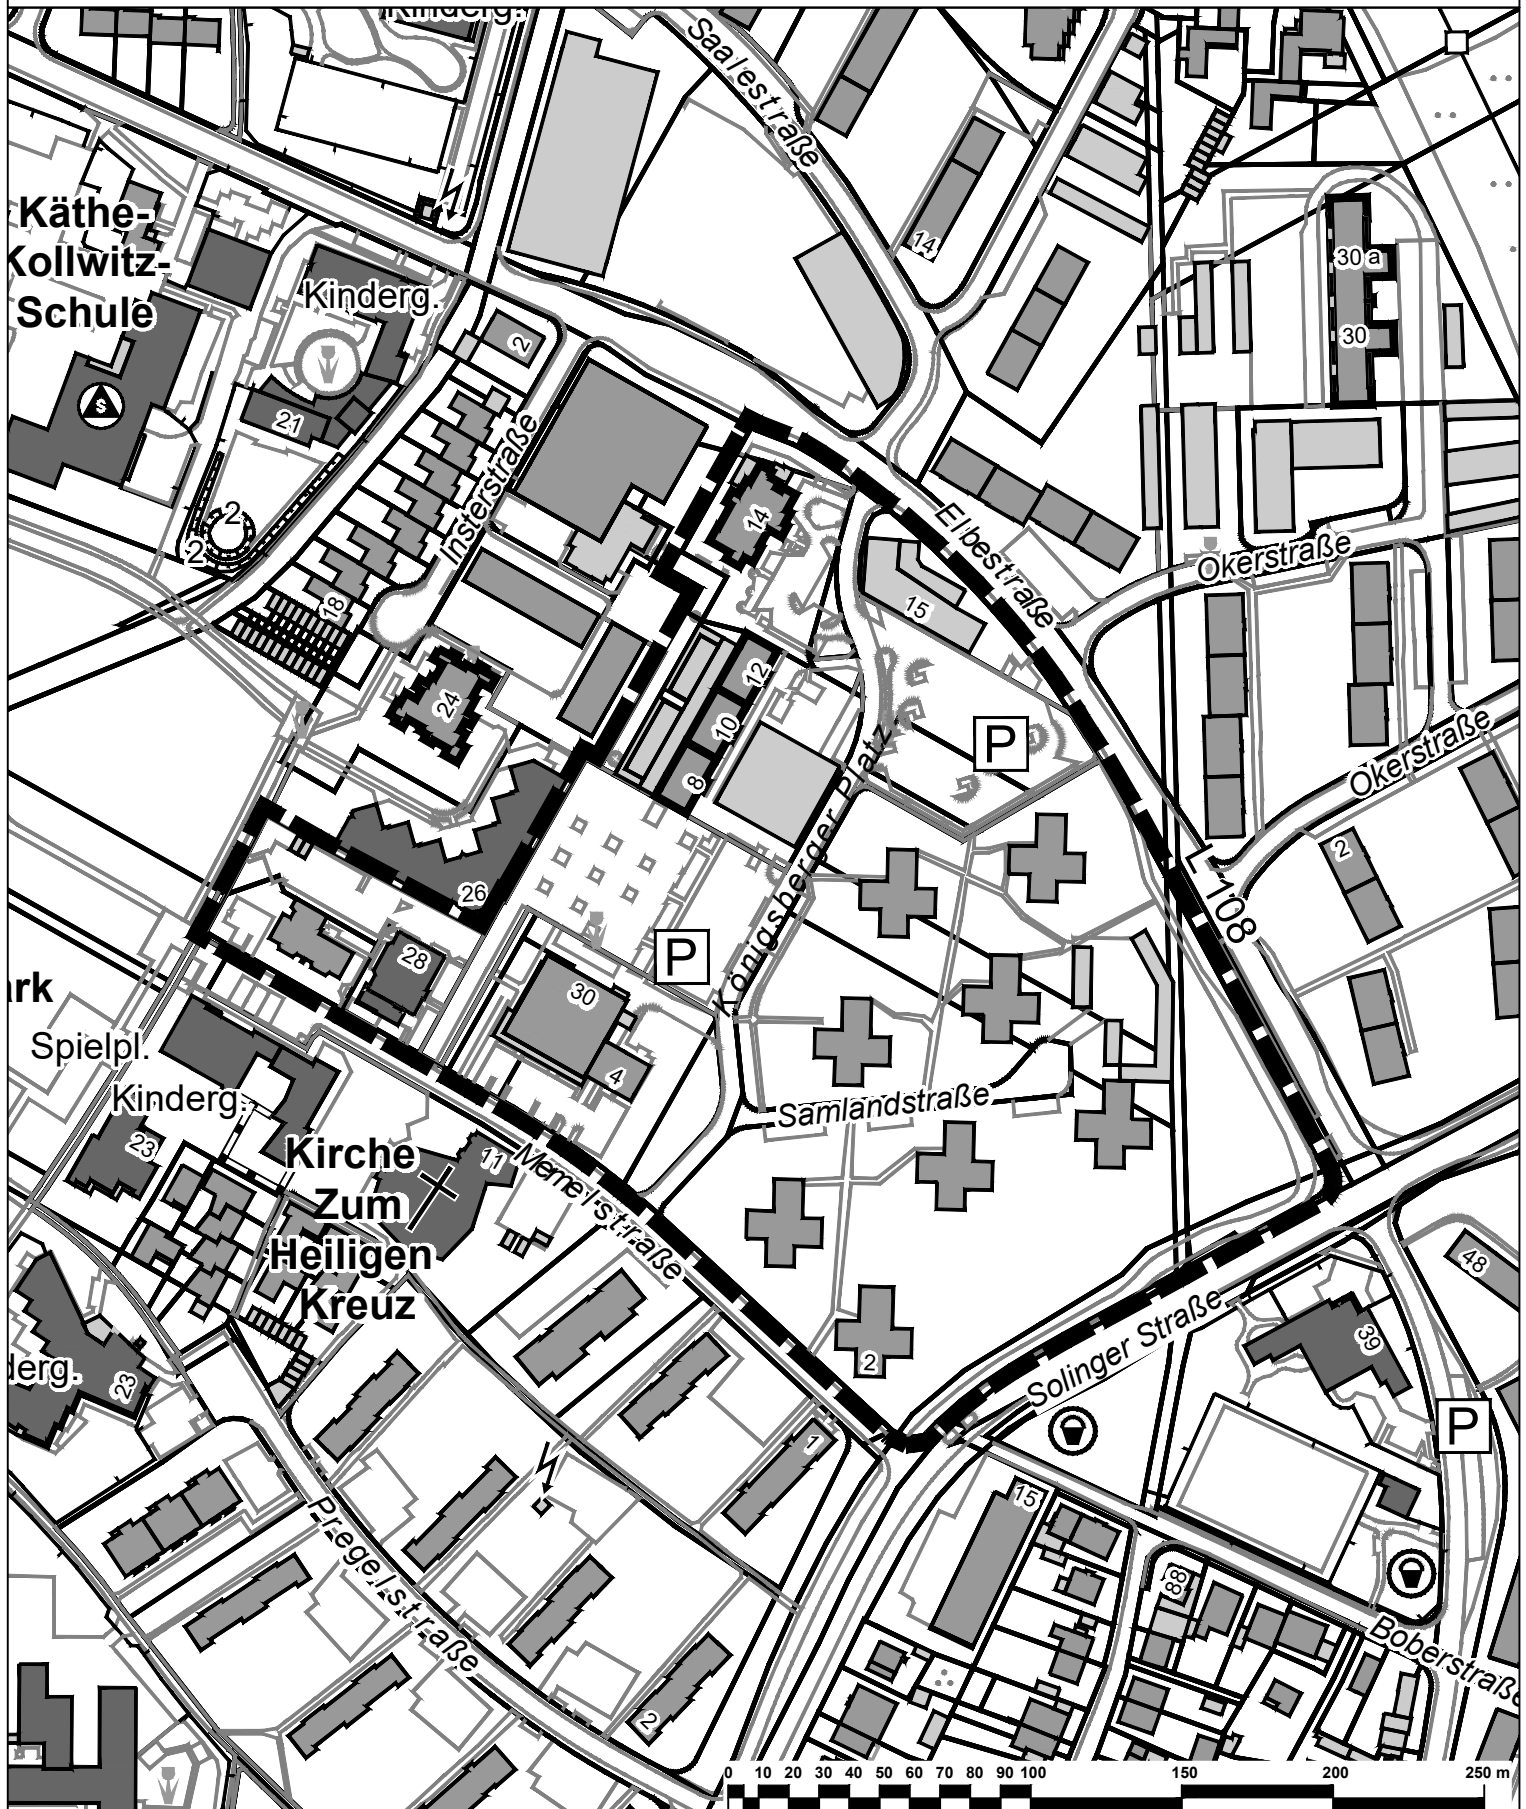 Kinderg.
Saalestraße
Käthe-
Kollwitz-
Schule
Kinderg.
14
30 a
30
2
21
Insterstraße
2
2
18
14
Elbestraße
Okerstraße
15
24
12
10
8
P
Königsberger Platz
Okerstraße
2
L 108
26
28
30
P
4
ark
Spielpl.
Kinderg.
23
Samlandstraße
11
Memelstraße
Kirche
Zum
Heiligen
Kreuz
48
39
Solinger Straße
2
derg.
23
P
1
15
88
Pregelstraße
Boberstraße
2
0 10 20 30 40 50 60 70 80 90 100 150 200 250 m